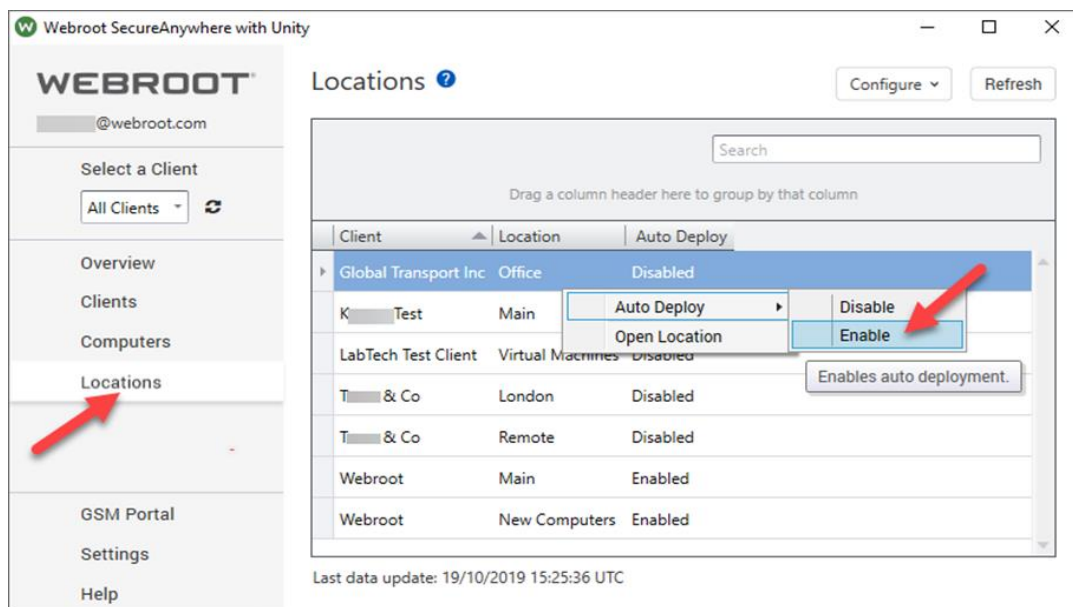 Webroot SecureAnywhere with Unity
WEBROOT
@webroot.com
Select a Client
All Clients
Overview
Clients
Computers
Locations
GSM Portal
Settings
Help
Locations ?
Configure
Refresh
Search
Drag a column header here to group by that column
Client Location Auto Deploy
Global Transport Inc Office Disabled
K Test Main
LabTech Test Client Virtual Machines Disabled
T & Co London Disabled
T & Co Remote Disabled
Webroot Main Enabled
Webroot New Computers Enabled
Auto Deploy
Open Location
Disable
Enable
Enables auto deployment.
Last data update: 19/10/2019 15:25:36 UTC